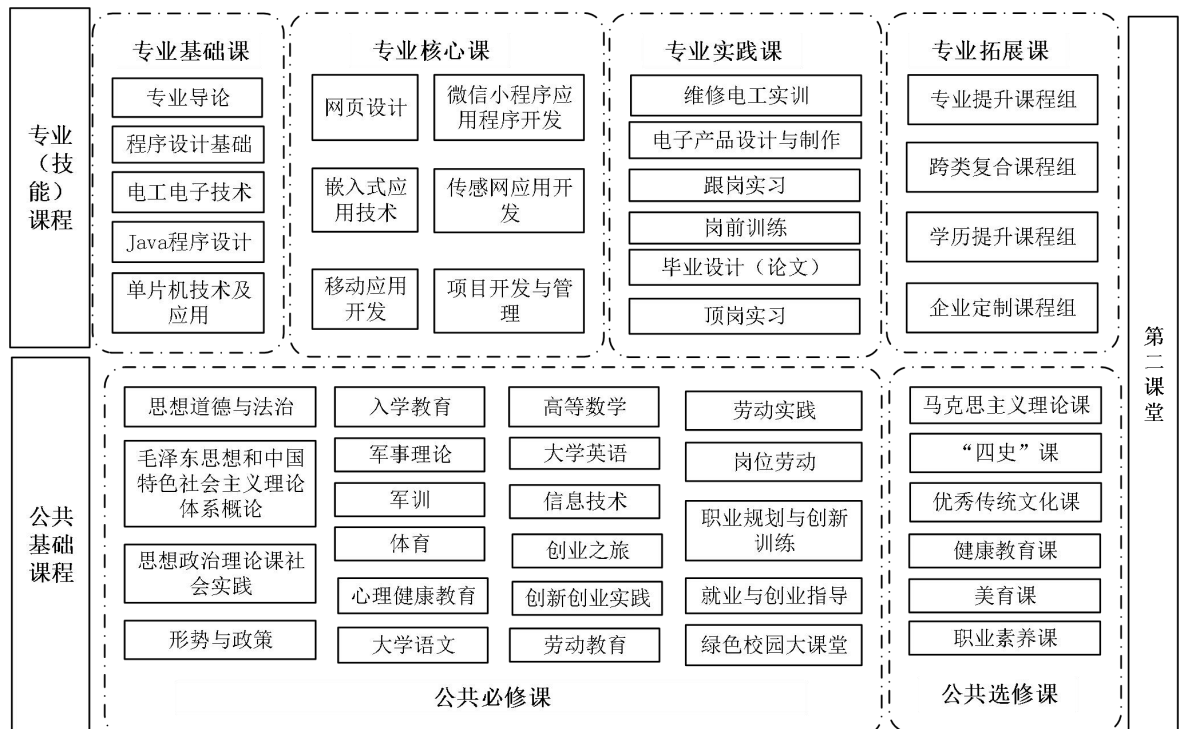 专业
（技
能）
课程
专业基础课
专业导论
程序设计基础
电工电子技术
Java程序设计
单片机技术及
应用
专业核心课
网页设计
微信小程序应
用程序开发
嵌入式应
用技术
传感网应用开
发
移动应用
开发
项目开发与管
理
专业实践课
维修电工实训
电子产品设计与制作
跟岗实习
岗前训练
毕业设计（论文）
顶岗实习
专业拓展课
专业提升课程组
跨类复合课程组
学历提升课程组
企业定制课程组
公共
基础
课程
思想道德与法治
毛泽东思想和中国
特色社会主义理论
体系概论
思想政治理论课社
会实践
形势与政策
入学教育
军事理论
军训
体育
心理健康教育
大学语文
高等数学
大学英语
信息技术
创业之旅
创新创业实践
劳动教育
劳动实践
岗位劳动
职业规划与创新
训练
就业与创业指导
绿色校园大课堂
公共必修课
马克思主义理论课
“四史”课
优秀传统文化课
健康教育课
美育课
职业素养课
公共选修课
第
二
课
堂